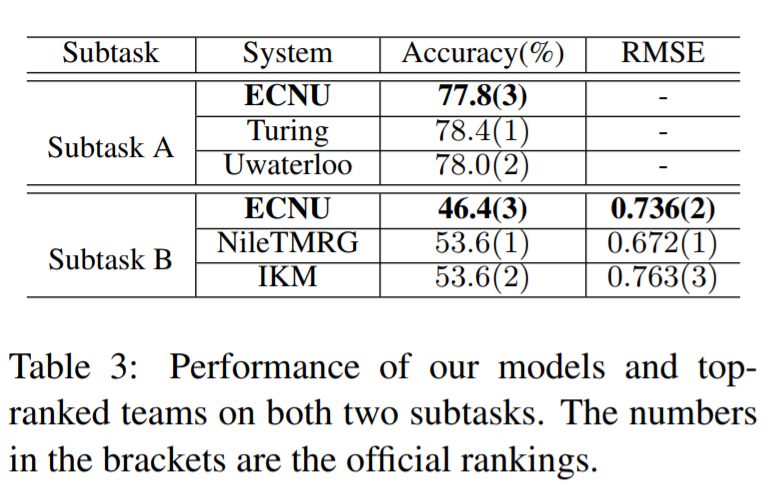 Subtask System Accuracy(%) RMSE
ECNU 77.8(3) -
Subtask A Turing 78.4(1) -
Uwaterloo 78.0(2) -
ECNU 46.4(3) 0.736(2)
Subtask B NileTMRG 53.6(1) 0.672(1)
IKM 53.6(2) 0.763(3)
Table 3: Performance of our models and top-
ranked teams on both two subtasks. The numbers
in the brackets are the official rankings.